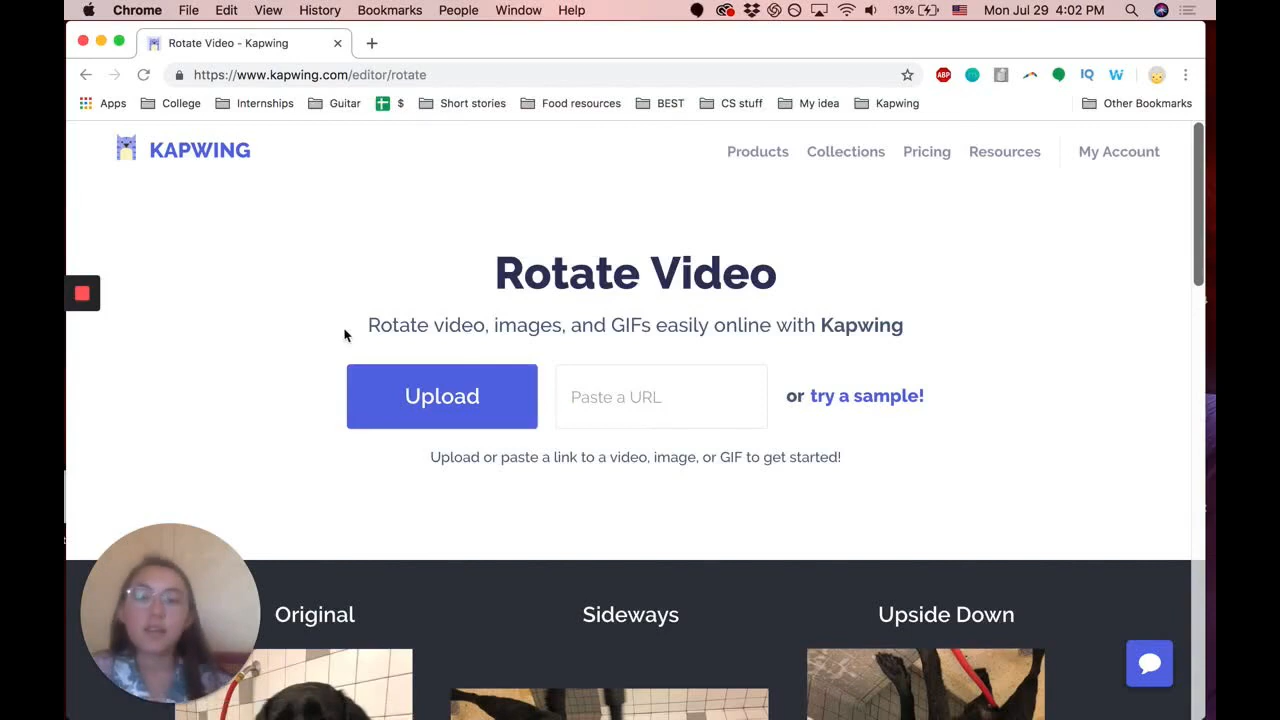 Chrome File Edit View History Bookmarks People Window Help 13% Mon Jul 29 4:02 PM
Rotate Video - Kapwing
https://www.kapwing.com/editor/rotate ABP IQ W
Apps College Internships Guitar $ Short stories Food resources BEST CS stuff My idea Kapwing Other Bookmarks
KAPWING Products Collections Pricing Resources My Account
Rotate Video
Rotate video, images, and GIFs easily online with Kapwing
Upload Paste a URL or try a sample!
Upload or paste a link to a video, image, or GIF to get started!
Original Sideways Upside Down